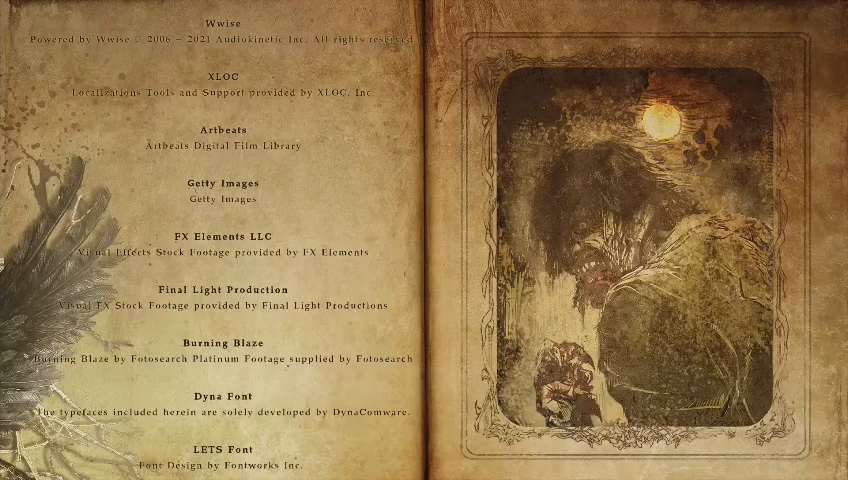 Wwise
Powered by Wwise © 2006 – 2021 Audiokinetic Inc. All rights reserved.
XLOC
Localizations Tools and Support provided by XLOC, Inc.
Artbeats
Artbeats Digital Film Library
Getty Images
Getty Images
FX Elements LLC
Visual Effects Stock Footage provided by FX Elements
Final Light Production
Visual FX Stock Footage provided by Final Light Productions
Burning Blaze
Burning Blaze by Fotosearch Platinum Footage supplied by Fotosearch
Dyna Font
The typefaces included herein are solely developed by DynaComware.
LETS Font
Font Design by Fontworks Inc.